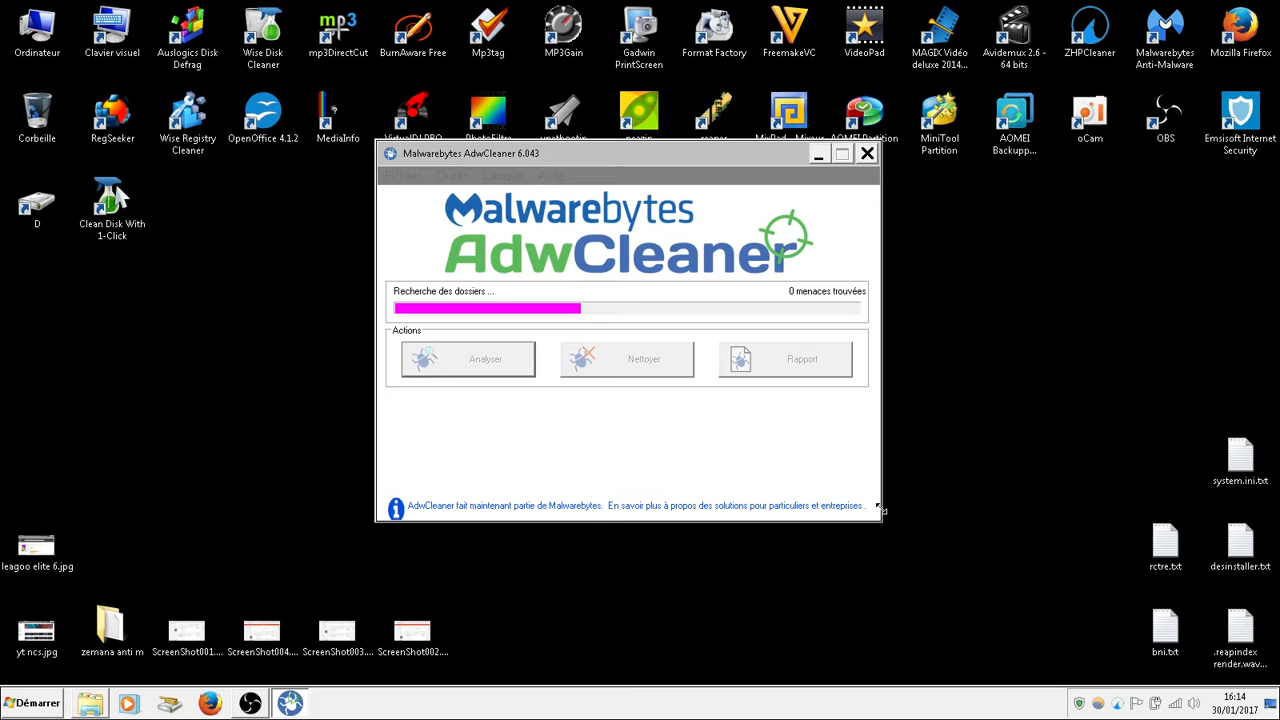 Ordinateur
Clavier visuel
Auslogics Disk
Defrag
Wise Disk
Cleaner
mp3
mp3DirectCut
BurnAware Free
Mp3tag
MP3Gain
Gadwin
PrintScreen
Format Factory
FreemakeVC
VideoPad
MAGIX Vidéo
deluxe 2014...
Avidemux 2.6 -
64 bits
ZHPCleaner
Malwarebytes
Anti-Malware
Mozilla Firefox
Corbeille
RegSeeker
Wise Registry
Cleaner
OpenOffice 4.1.2
MediaInfo
MiniTool
Partition
AOMEI
Backupp...
oCam
OBS
Emsisoft Internet
Security
D
Clean Disk With
1-Click
Malwarebytes AdwCleaner 6.043
Fichier
Outils
Langue
Aide
Malwarebytes
AdwCleaner
Recherche des dossiers ...
0 menaces trouvées
Actions
Analyser
Nettoyer
Rapport
AdwCleaner fait maintenant partie de Malwarebytes. En savoir plus à propos des solutions pour particuliers et entreprises .
system.ini.txt
leagoo elite 6.jpg
rctre.txt
desinstaller.txt
yt ncs.jpg
zemana anti m
ScreenShot001....
ScreenShot004....
ScreenShot003....
ScreenShot002....
bni.txt
.reapindex
render.wav...
Démarrer
16:14
30/01/2017